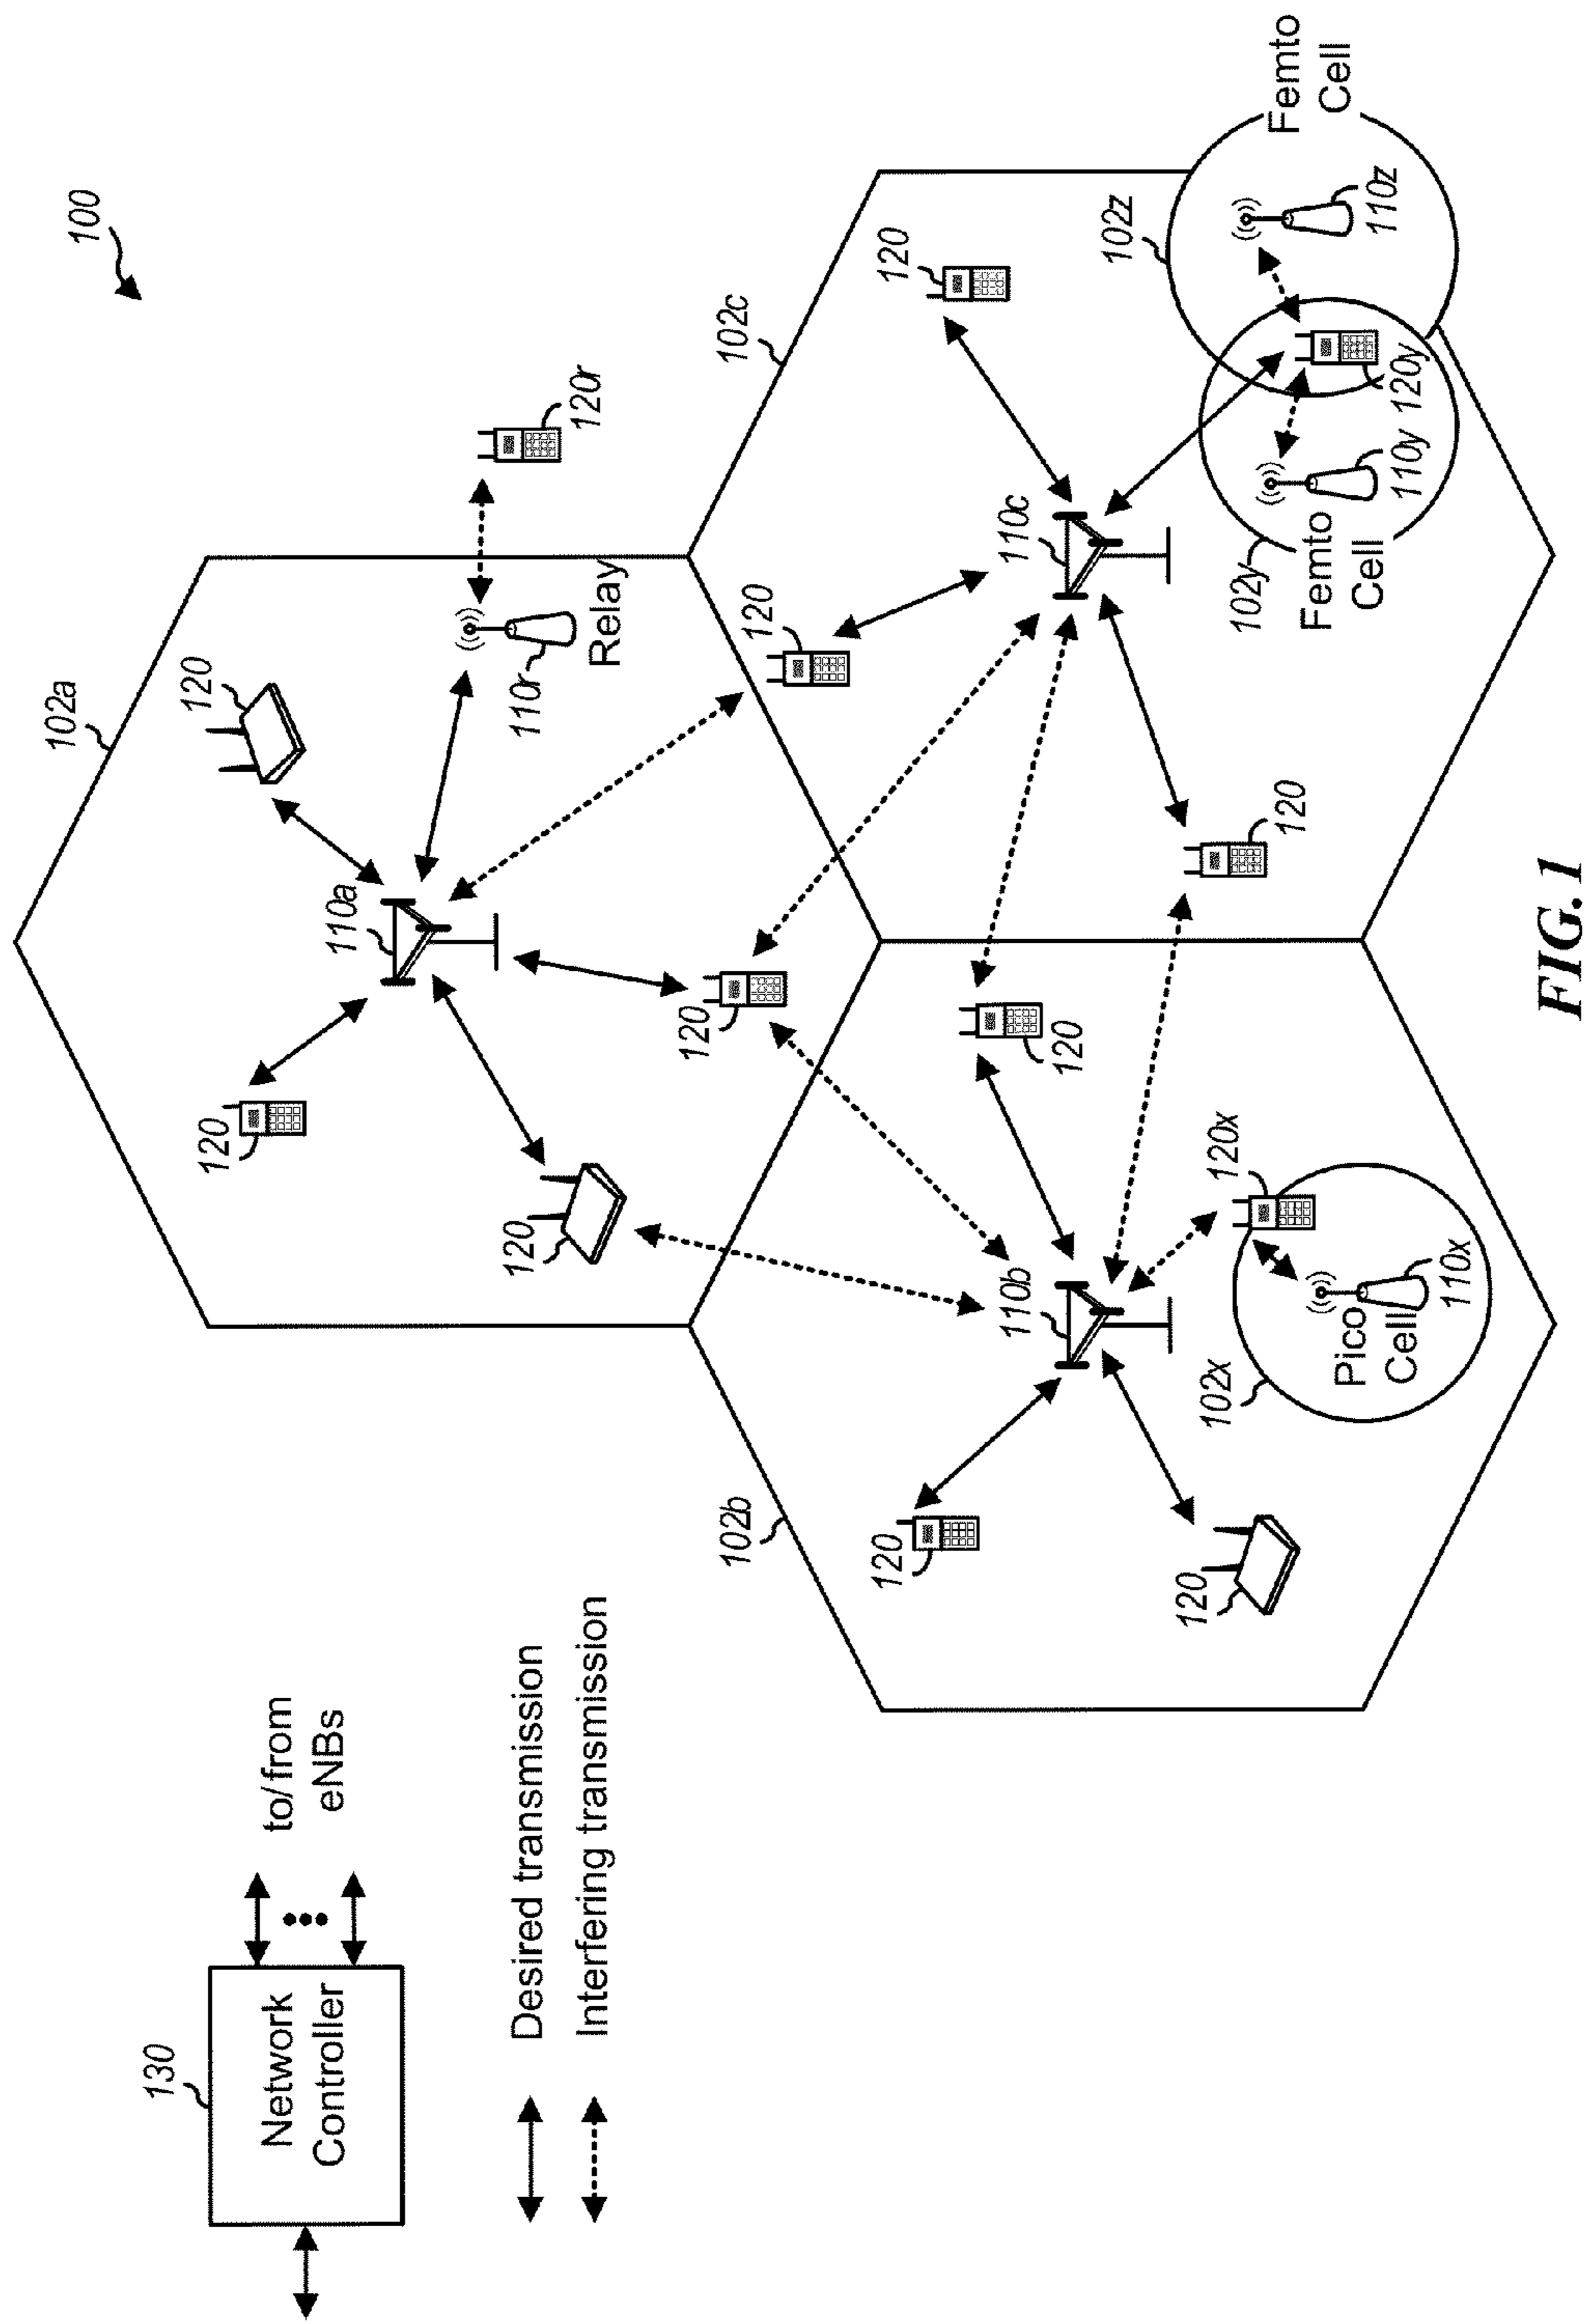 100
130
Network
Controller
to/from
eNBs
Desired transmission
Interfering transmission
102a
120
120
110a
120
120
110r
Relay
120r
120
102b
120
120
110b
120
102x
Pico
Cell
110x
120x
102c
120
120
110c
120
102y
Femto
Cell
110y
120y
102z
110z
Femto
Cell
FIG.1